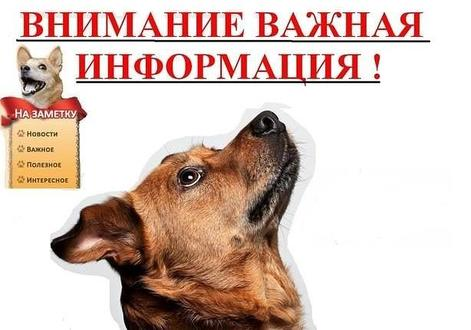 ВНИМАНИЕ ВАЖНАЯ
ИНФОРМАЦИЯ !
НА ЗАМЕТКУ
НОВОСТИ
ВАЖНОЕ
ПОЛЕЗНОЕ
ИНТЕРЕСНОЕ